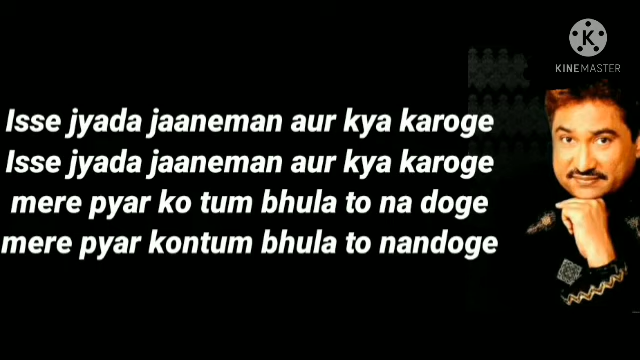 KINEMASTER
Isse jyada jaaneman aur kya karoge
Isse jyada jaaneman aur kya karoge
mere pyar ko tum bhula to na doge
mere pyar kontum bhula to nandoge